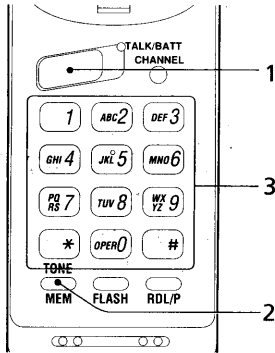 TALK/BATT
CHANNEL
1
1 ABC2 DEF3
3
GHI4 JKL5 MNO6
PQRS7 TUV8 WXYZ9
* OPER0 #
TONE
MEM FLASH RDL/P
2